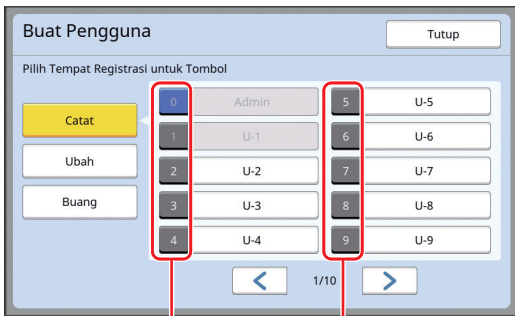 Buat Pengguna
Tutup
Pilih Tempat Registrasi untuk Tombol
Catat
Ubah
Buang
0 Admin 5 U-5
1 U-1 6 U-6
2 U-2 7 U-7
3 U-3 8 U-8
4 U-4 9 U-9
1/10